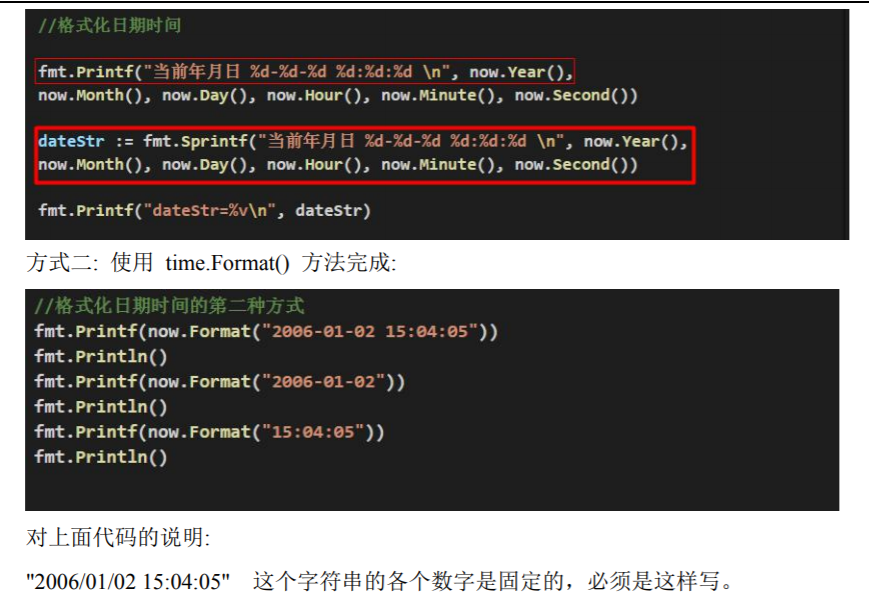 //格式化日期时间
fmt.Printf("当前年月日 %d-%d-%d %d:%d:%d \n", now.Year(),
now.Month(), now.Day(), now.Hour(), now.Minute(), now.Second())
dateStr := fmt.Sprintf("当前年月日 %d-%d-%d %d:%d:%d \n", now.Year(),
now.Month(), now.Day(), now.Hour(), now.Minute(), now.Second())
fmt.Printf("dateStr=%v\n", dateStr)
方式二: 使用 time.Format() 方法完成:
//格式化日期时间的第二种方式
fmt.Printf(now.Format("2006-01-02 15:04:05"))
fmt.Println()
fmt.Printf(now.Format("2006-01-02"))
fmt.Println()
fmt.Printf(now.Format("15:04:05"))
fmt.Println()
对上面代码的说明:
"2006/01/02 15:04:05" 这个字符串的各个数字是固定的，必须是这样写。